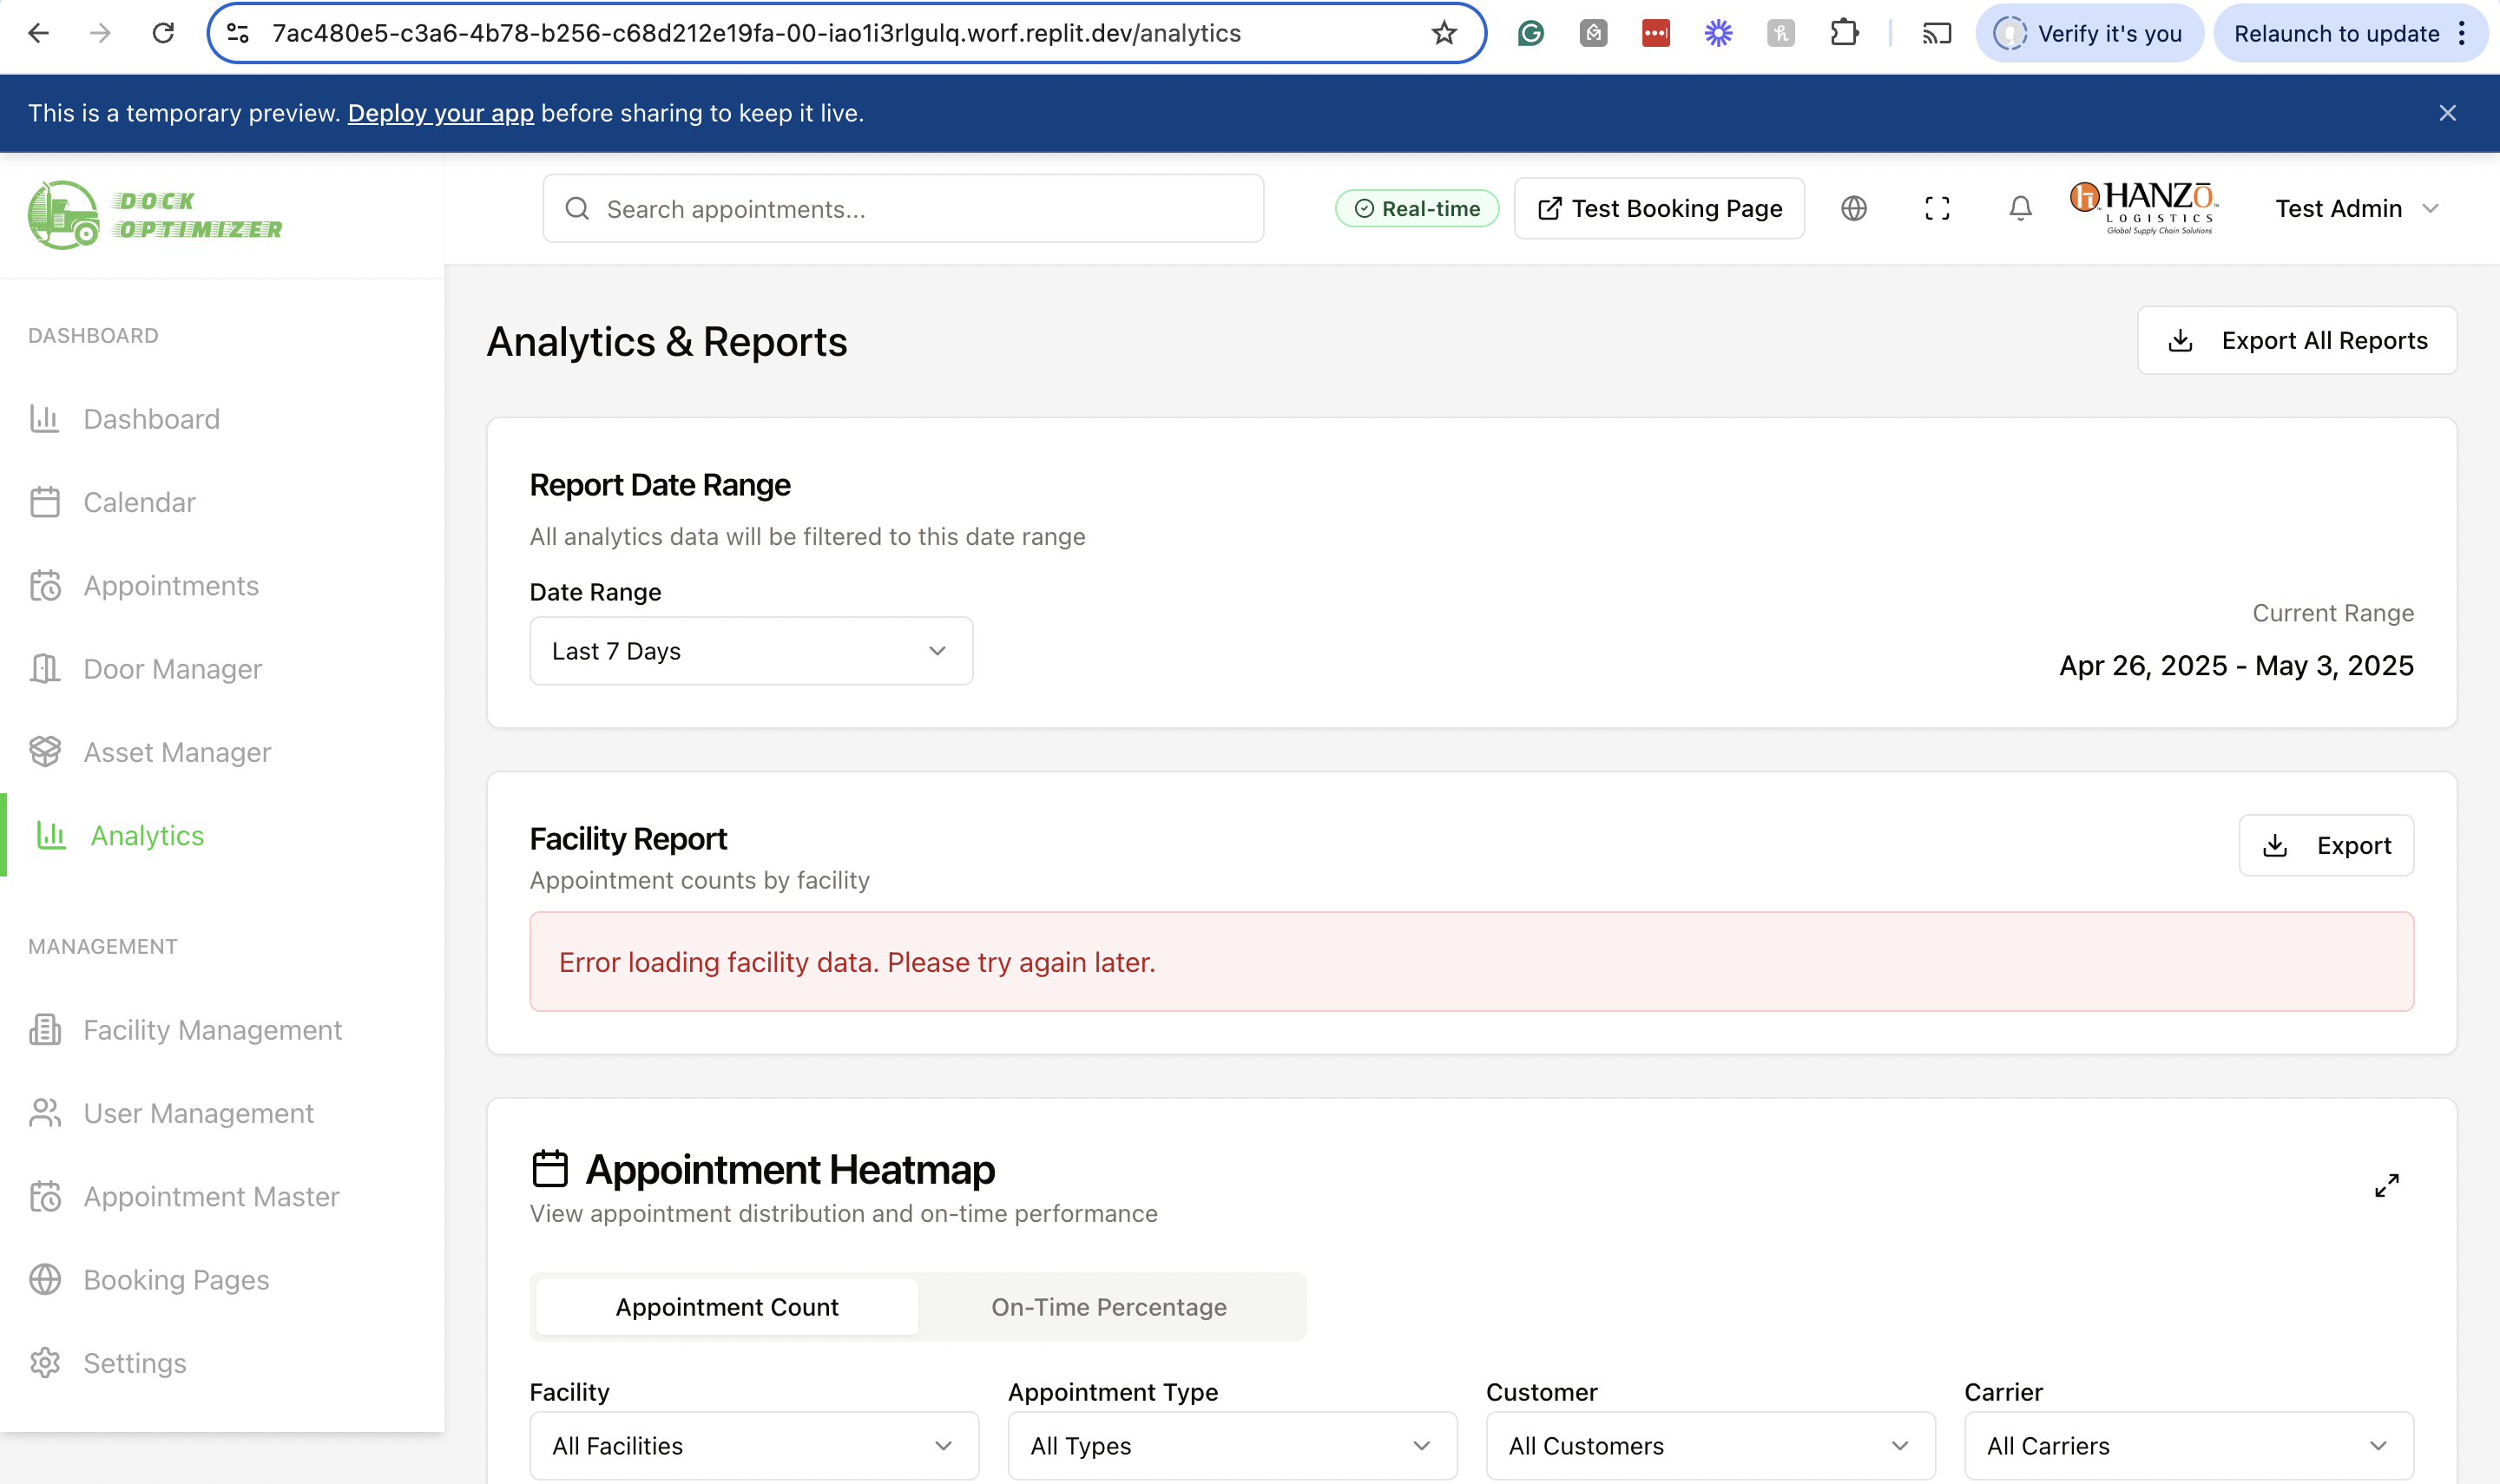 7ac480e5-c3a6-4b78-b256-c68d212e19fa-00-iao1i3rlgulq.worf.replit.dev/analytics
Verify it's you
Relaunch to update
This is a temporary preview. Deploy your app before sharing to keep it live.
DOCK
OPTIMIZER
Search appointments...
Real-time
Test Booking Page
HANZŌ
LOGISTICS
Global Supply Chain Solutions
Test Admin
DASHBOARD
Dashboard
Calendar
Appointments
Door Manager
Asset Manager
Analytics
MANAGEMENT
Facility Management
User Management
Appointment Master
Booking Pages
Settings
Analytics & Reports
Export All Reports
Report Date Range
All analytics data will be filtered to this date range
Date Range
Last 7 Days
Current Range
Apr 26, 2025 - May 3, 2025
Facility Report
Appointment counts by facility
Export
Error loading facility data. Please try again later.
Appointment Heatmap
View appointment distribution and on-time performance
Appointment Count
On-Time Percentage
Facility
Appointment Type
Customer
Carrier
All Facilities
All Types
All Customers
All Carriers